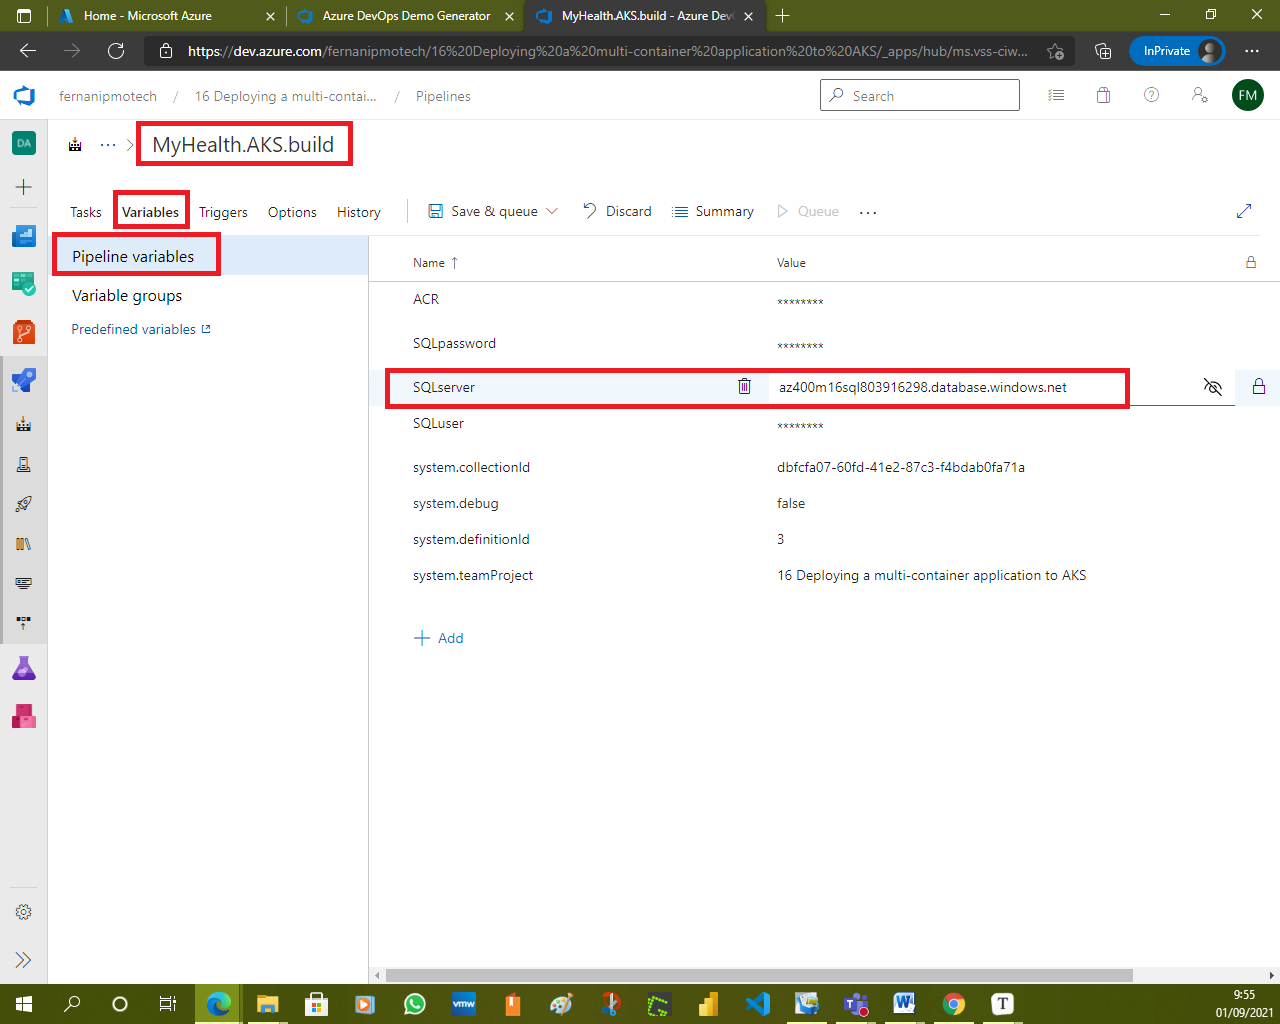 Home - Microsoft Azure
Azure DevOps Demo Generator
MyHealth.AKS.build - Azure Dev
https://dev.azure.com/fernanipmotech/16%20Deploying%20a%20multi-container%20application%20to%20AKS/_apps/hub/ms.vss-ciw...
InPrivate
fernanipmotech / 16 Deploying a multi-contai... / Pipelines
Search
FM
DA
... > MyHealth.AKS.build
Tasks Variables Triggers Options History
Save & queue Discard Summary Queue ...
Pipeline variables
Variable groups
Predefined variables
Name ↑ Value
ACR ********
SQLpassword ********
SQLserver az400m16sql803916298.database.windows.net
SQLuser ********
system.collectionId dbfcfa07-60fd-41e2-87c3-f4bdab0fa71a
system.debug false
system.definitionId 3
system.teamProject 16 Deploying a multi-container application to AKS
+ Add
vmw
T
9:55
01/09/2021